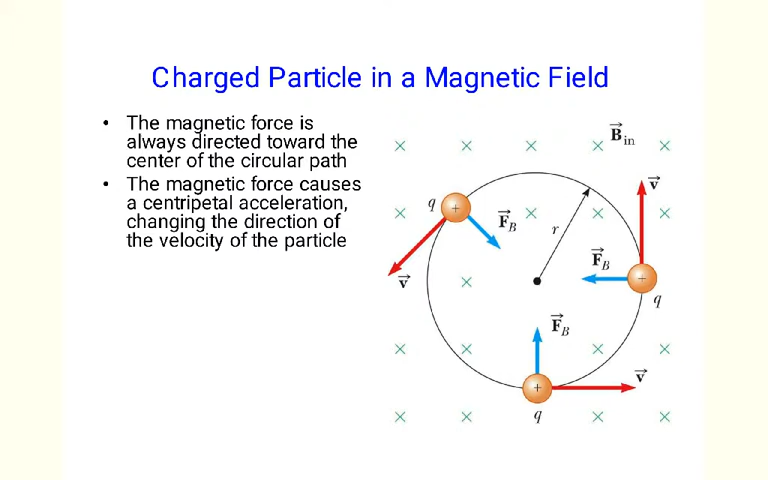 Charged Particle in a Magnetic Field
• The magnetic force is
always directed toward the
center of the circular path
• The magnetic force causes
a centripetal acceleration,
changing the direction of
the velocity of the particle
× × × × B⃗in ×
q + × F⃗B × × v⃗ ×
r
v⃗ × F⃗B +
q
F⃗B
× × × ×
+ v⃗
× × q × ×